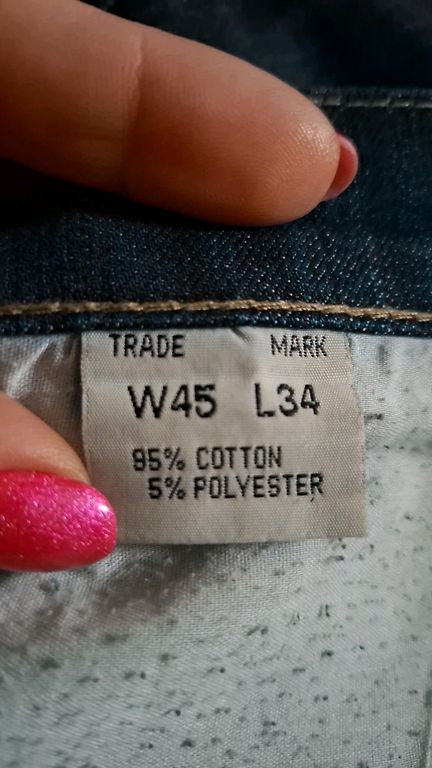 TRADE MARK
W45 L34
95% COTTON
5% POLYESTER